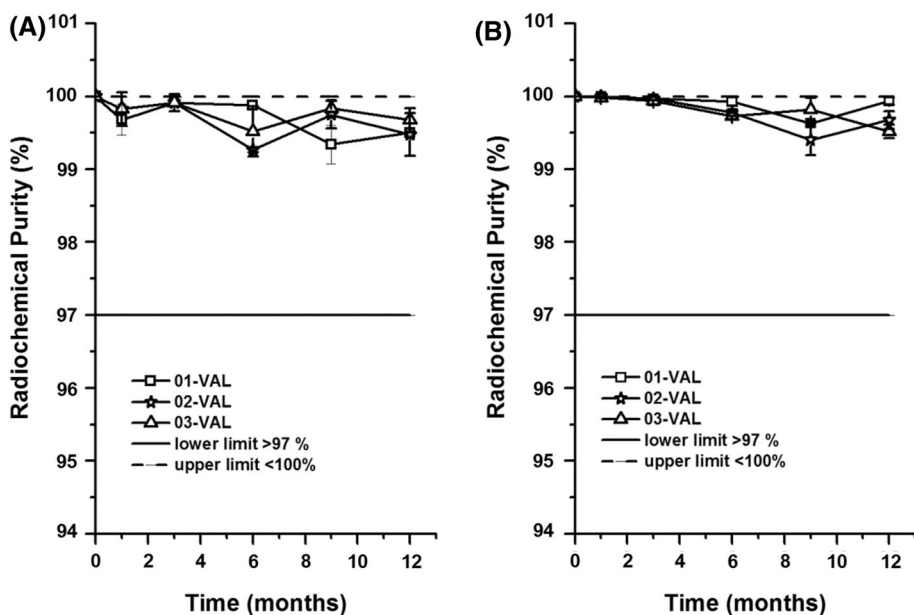 (A)
Radiochemical Purity (%)
101
100
99
98
97
96
95
94
01-VAL
02-VAL
03-VAL
lower limit >97 %
upper limit <100%
0 2 4 6 8 10 12
Time (months)
(B)
Radiochemical Purity (%)
101
100
99
98
97
96
95
94
01-VAL
02-VAL
03-VAL
lower limit >97 %
upper limit <100%
0 2 4 6 8 10 12
Time (months)